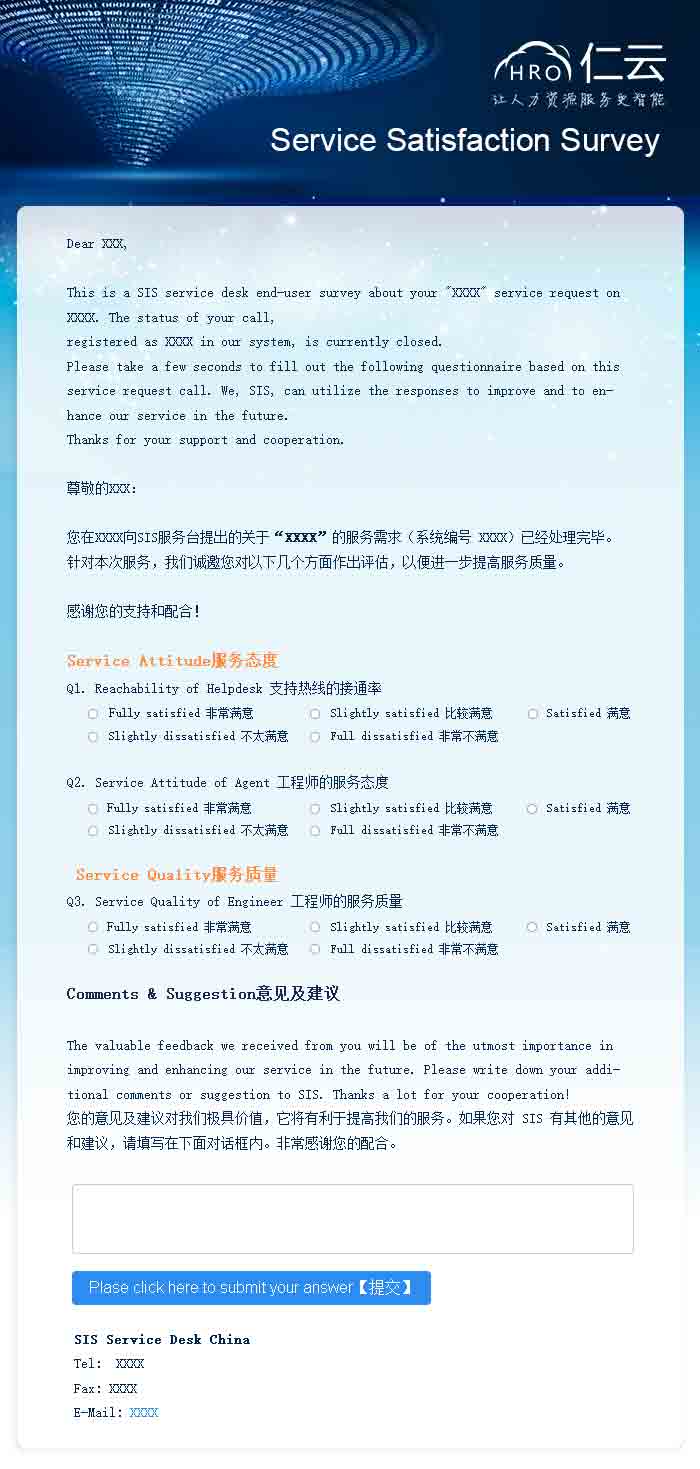 HRO 仁云
让人力资源服务更智能
Service Satisfaction Survey
Dear XXX,
This is a SIS service desk end-user survey about your "XXXX" service request on
XXXX. The status of your call,
registered as XXXX in our system, is currently closed.
Please take a few seconds to fill out the following questionnaire based on this
service request call. We, SIS, can utilize the responses to improve and to en-
hance our service in the future.
Thanks for your support and cooperation.
尊敬的XXX:
您在XXXX向SIS服务台提出的关于“XXXX”的服务需求（系统编号 XXXX）已经处理完毕。
针对本次服务，我们诚邀您对以下几个方面作出评估，以便进一步提高服务质量。
感谢您的支持和配合!
Service Attitude服务态度
Q1. Reachability of Helpdesk 支持热线的接通率
Fully satisfied 非常满意 Slightly satisfied 比较满意 Satisfied 满意
Slightly dissatisfied 不太满意 Full dissatisfied 非常不满意
Q2. Service Attitude of Agent 工程师的服务态度
Fully satisfied 非常满意 Slightly satisfied 比较满意 Satisfied 满意
Slightly dissatisfied 不太满意 Full dissatisfied 非常不满意
Service Quality服务质量
Q3. Service Quality of Engineer 工程师的服务质量
Fully satisfied 非常满意 Slightly satisfied 比较满意 Satisfied 满意
Slightly dissatisfied 不太满意 Full dissatisfied 非常不满意
Comments & Suggestion意见及建议
The valuable feedback we received from you will be of the utmost importance in
improving and enhancing our service in the future. Please write down your addi-
tional comments or suggestion to SIS. Thanks a lot for your cooperation!
您的意见及建议对我们极具价值，它将有利于提高我们的服务。如果您对 SIS 有其他的意见
和建议，请填写在下面对话框内。非常感谢您的配合。
Plase click here to submit your answer【提交】
SIS Service Desk China
Tel: XXXX
Fax: XXXX
E-Mail: XXXX